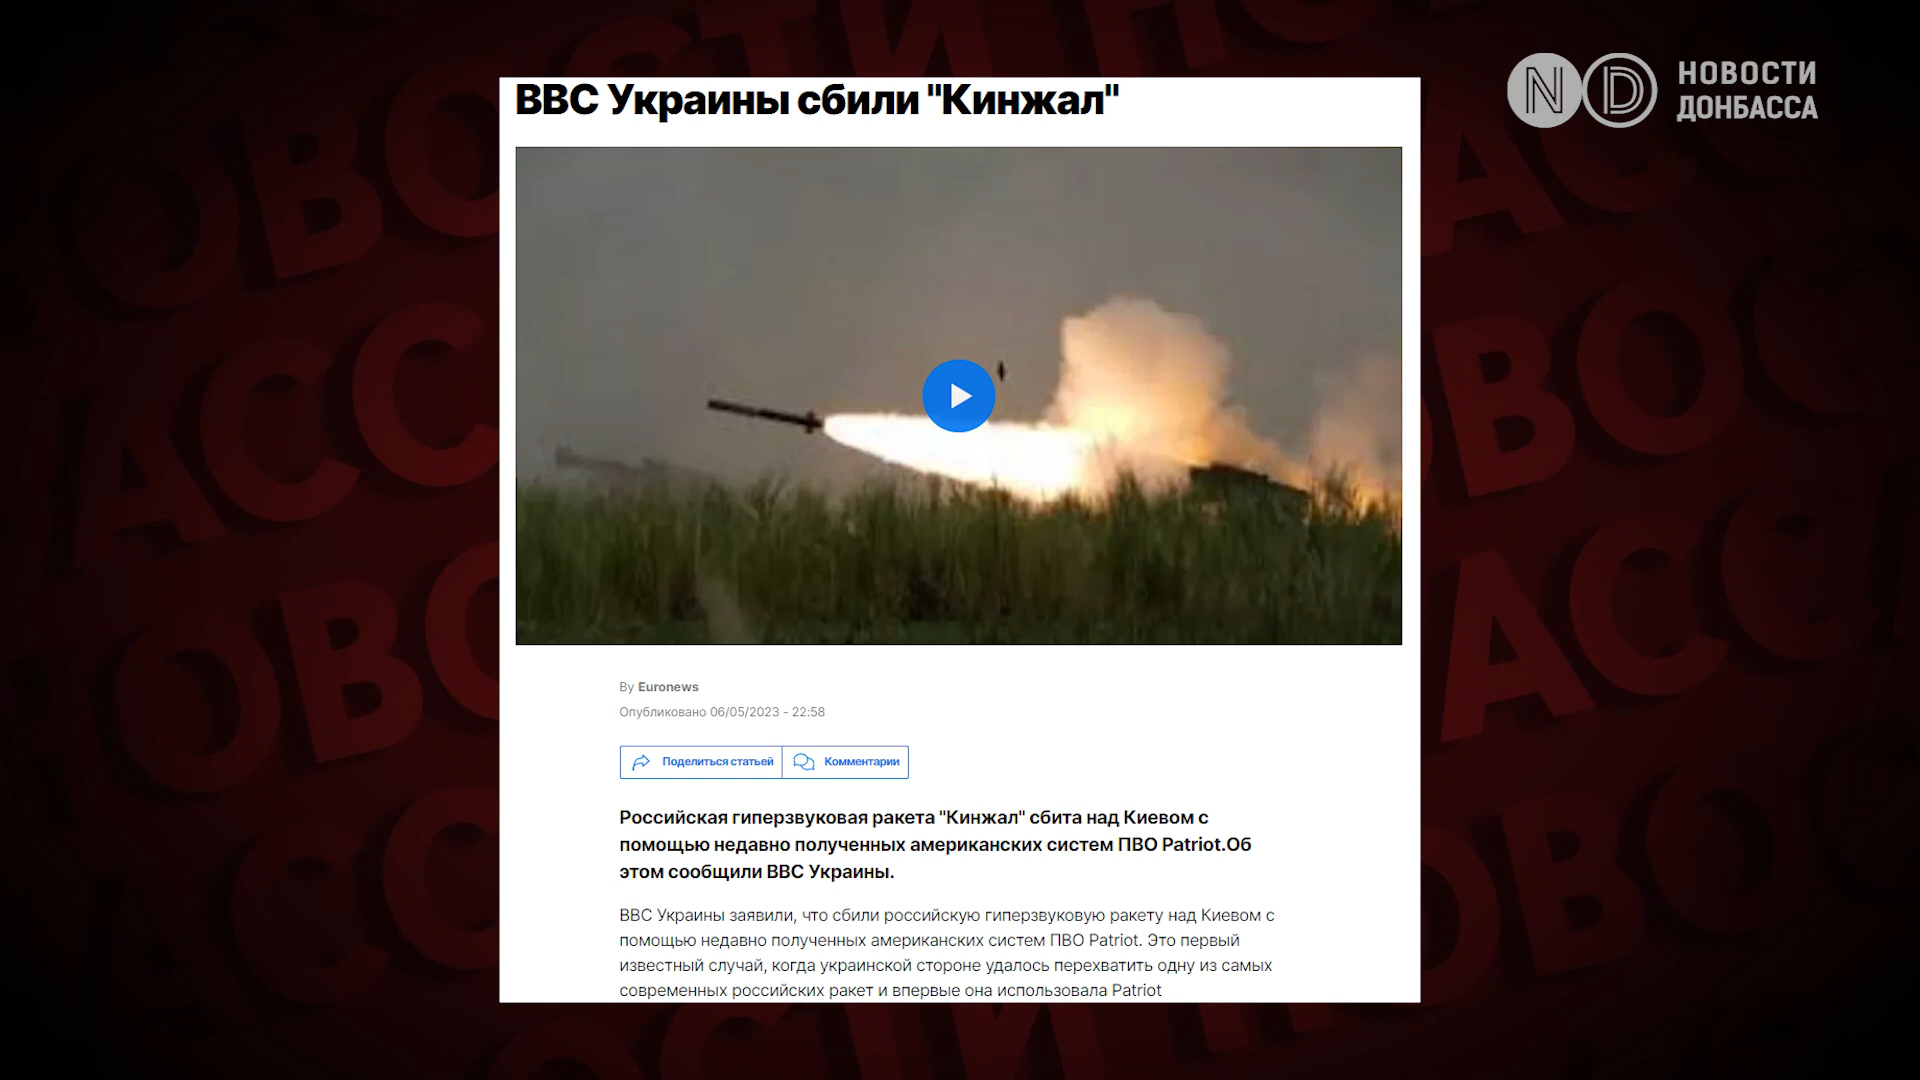 НОВОСТИ
ДОНБАССА
ВВС Украины сбили "Кинжал"
By Euronews
Опубликовано 06/05/2023 - 22:58
Поделиться статьей
Комментарии
Российская гиперзвуковая ракета "Кинжал" сбита над Киевом с
помощью недавно полученных американских систем ПВО Patriot.Об
этом сообщили ВВС Украины.
ВВС Украины заявили, что сбили российскую гиперзвуковую ракету над Киевом с
помощью недавно полученных американских систем ПВО Patriot. Это первый
известный случай, когда украинской стороне удалось перехватить одну из самых
современных российских ракет и впервые она использовала Patriot